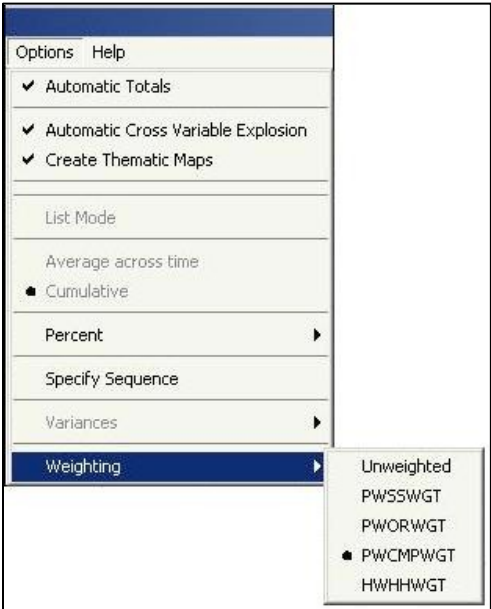 Options Help
Automatic Totals
Automatic Cross Variable Explosion
Create Thematic Maps
List Mode
Average across time
Cumulative
Percent
Specify Sequence
Variances
Weighting
Unweighted
PWSSWGT
PWORWGT
PWCMPWGT
HWHHWGT